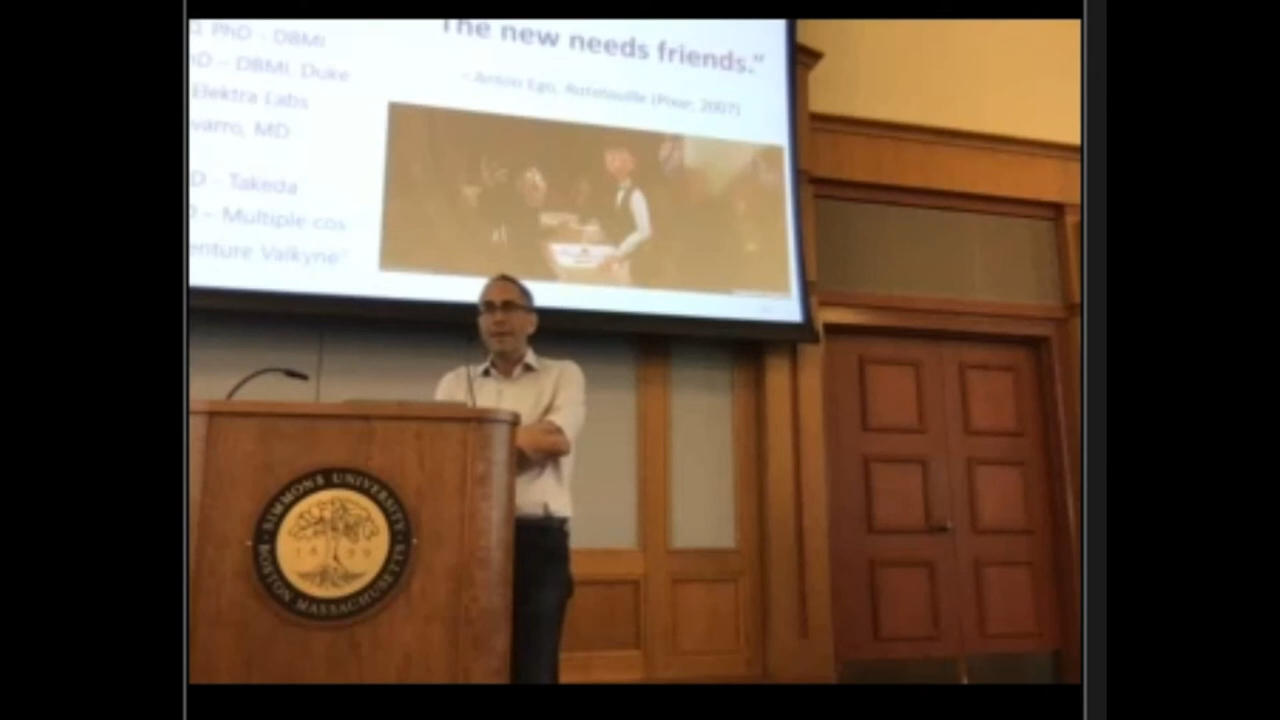 PhD - DBMI
D – DBMI, Duke
Elektra Labs
varro, MD
D - Takeda
– Multiple cos
enture Valkyrie"
The new needs friends."
- Anton Ego, Ratatouille (Pixar, 2007)
SIMMONS UNIVERSITY
1899
BOSTON MASSACHUSETTS